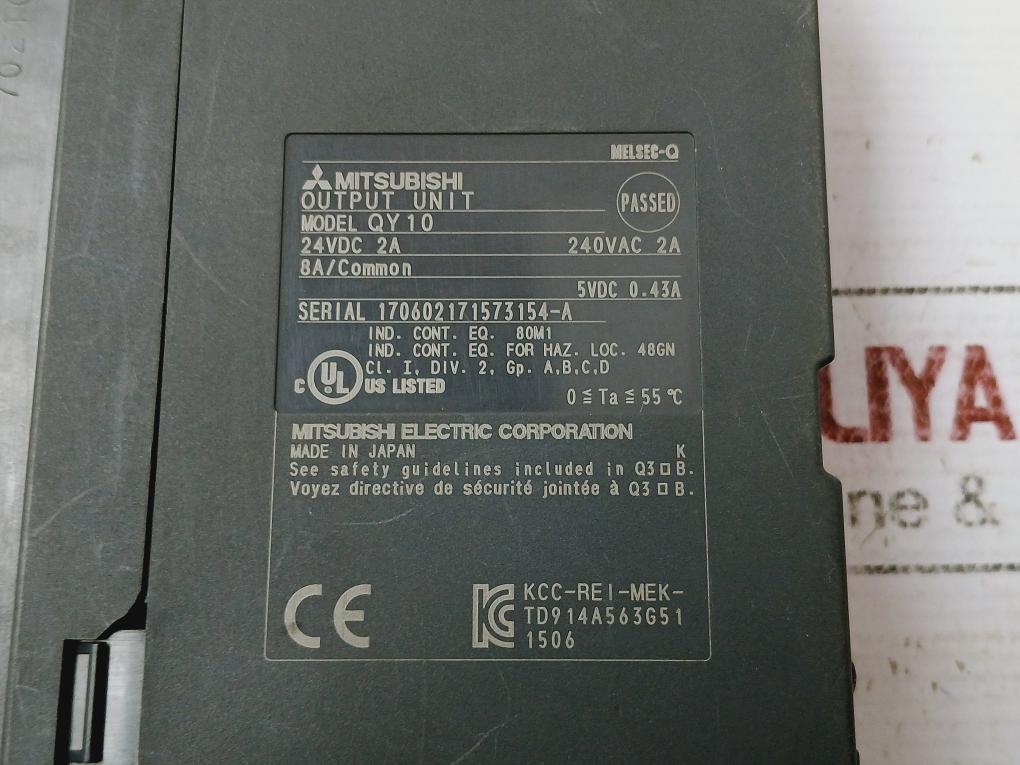 MELSEC-Q
MITSUBISHI
OUTPUT UNIT
PASSED
MODEL QY10
24VDC 2A 240VAC 2A
8A/Common
5VDC 0.43A
SERIAL 170602171573154-A
IND. CONT. EQ. 80M1
IND. CONT. EQ. FOR HAZ. LOC. 48GN
Cl. I, DIV. 2, Gp. A,B,C,D
C UL US LISTED
0≦Ta≦55℃
MITSUBISHI ELECTRIC CORPORATION
MADE IN JAPAN K
See safety guidelines included in Q3□B.
Voyez directive de sécurité jointée à Q3□B.
CE
KC
KCC-REI-MEK-
TD914A563G51
1506
LIYA
ne &